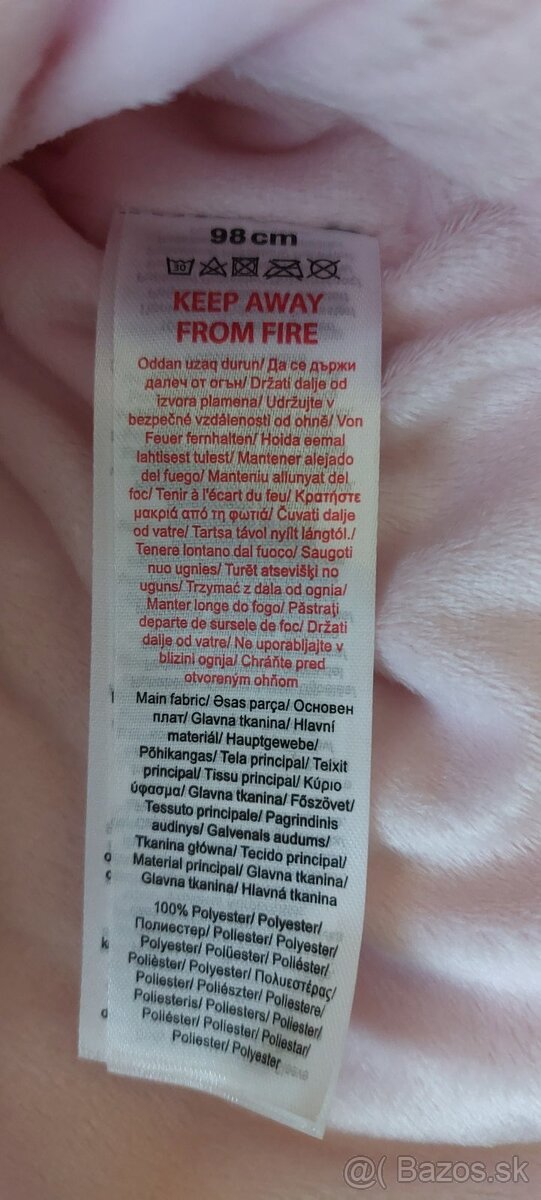 98 cm
30
KEEP AWAY
FROM FIRE
Oddan uzaq durun/ Да се държи
далеч от огън/ Držati dalje od
izvora plamena/ Udržujte v
bezpečné vzdálenosti od ohně/ Von
Feuer fernhalten/ Hoida eemal
lahtisest tulest/ Mantener alejado
del fuego/ Manteniu allunyat del
foc/ Tenir à l'écart du feu/ Κρατήστε
μακριά από τη φωτιά/ Čuvati dalje
od vatre/ Tartsa távol nyílt lángtól./
Tenere lontano dal fuoco/ Saugoti
nuo ugnies/ Turēt atsevišķi no
uguns/ Trzymać z dala od ognia/
Manter longe do fogo/ Păstraţi
departe de sursele de foc/ Držati
dalje od vatre/ Ne uporabljajte v
bližini ognja/ Chráňte pred
otvoreným ohňom
Main fabric/ Əsas parça/ Основен
плат/ Glavna tkanina/ Hlavní
materiál/ Hauptgewebe/
Põhikangas/ Tela principal/ Teixit
principal/ Tissu principal/ Κύριο
ύφασμα/ Glavna tkanina/ Főszövet/
Tessuto principale/ Pagrindinis
audinys/ Galvenais audums/
Tkanina główna/ Tecido principal/
Material principal/ Glavna tkanina/
Glavna tkanina/ Hlavná tkanina
100% Polyester/ Polyester/
Полиестер/ Poliester/ Polyester/
Polyester/ Polüester/ Poliéster/
Polièster/ Polyester/ Πολυεστέρας/
Poliester/ Poliészter/ Poliestere/
Poliesteris/ Poliesters/ Poliester/
Poliéster/ Poliester/ Poliestar/
Poliester/ Polyester
@( Bazos.sk